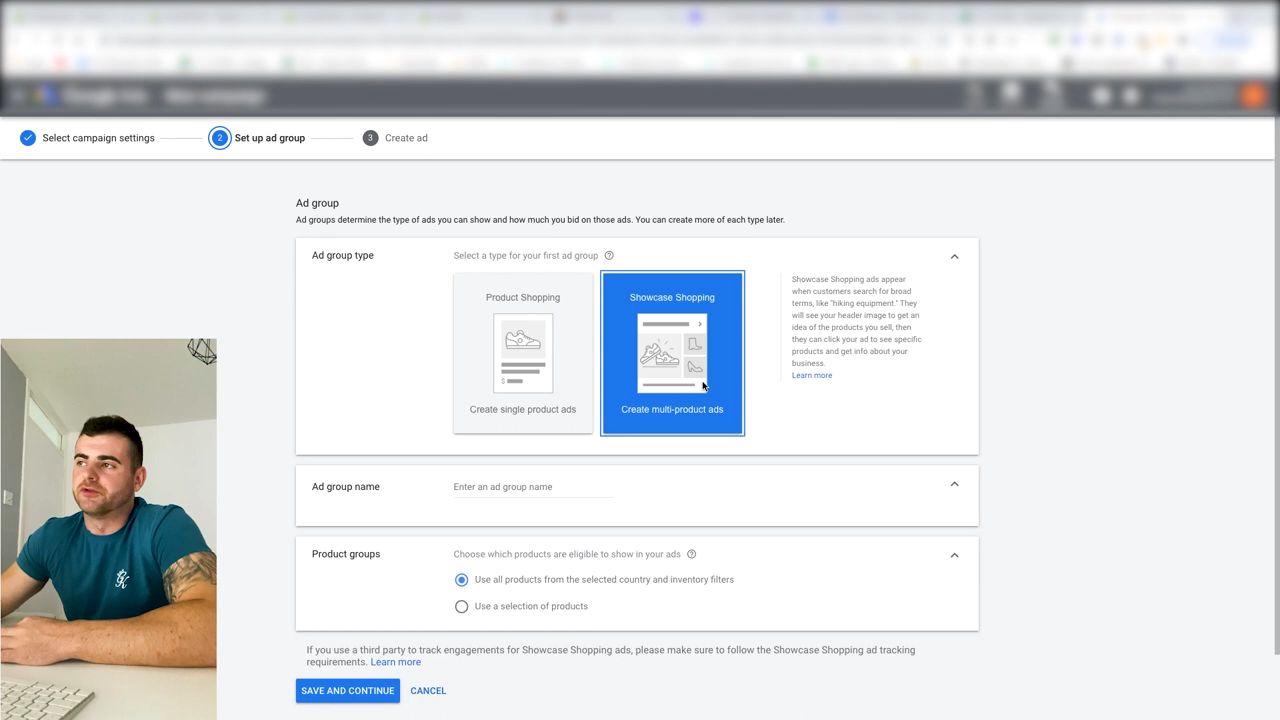 Google Ads New campaign
Select campaign settings
2 Set up ad group
3 Create ad
Ad group
Ad groups determine the type of ads you can show and how much you bid on those ads. You can create more of each type later.
Ad group type
Select a type for your first ad group
Product Shopping
$
Create single product ads
Showcase Shopping
Create multi-product ads
Showcase Shopping ads appear
when customers search for broad
terms, like "hiking equipment." They
will see your header image to get an
idea of the products you sell, then
they can click your ad to see specific
products and get info about your
business.
Learn more
Ad group name
Enter an ad group name
Product groups
Choose which products are eligible to show in your ads
Use all products from the selected country and inventory filters
Use a selection of products
If you use a third party to track engagements for Showcase Shopping ads, please make sure to follow the Showcase Shopping ad tracking
requirements. Learn more
SAVE AND CONTINUE
CANCEL